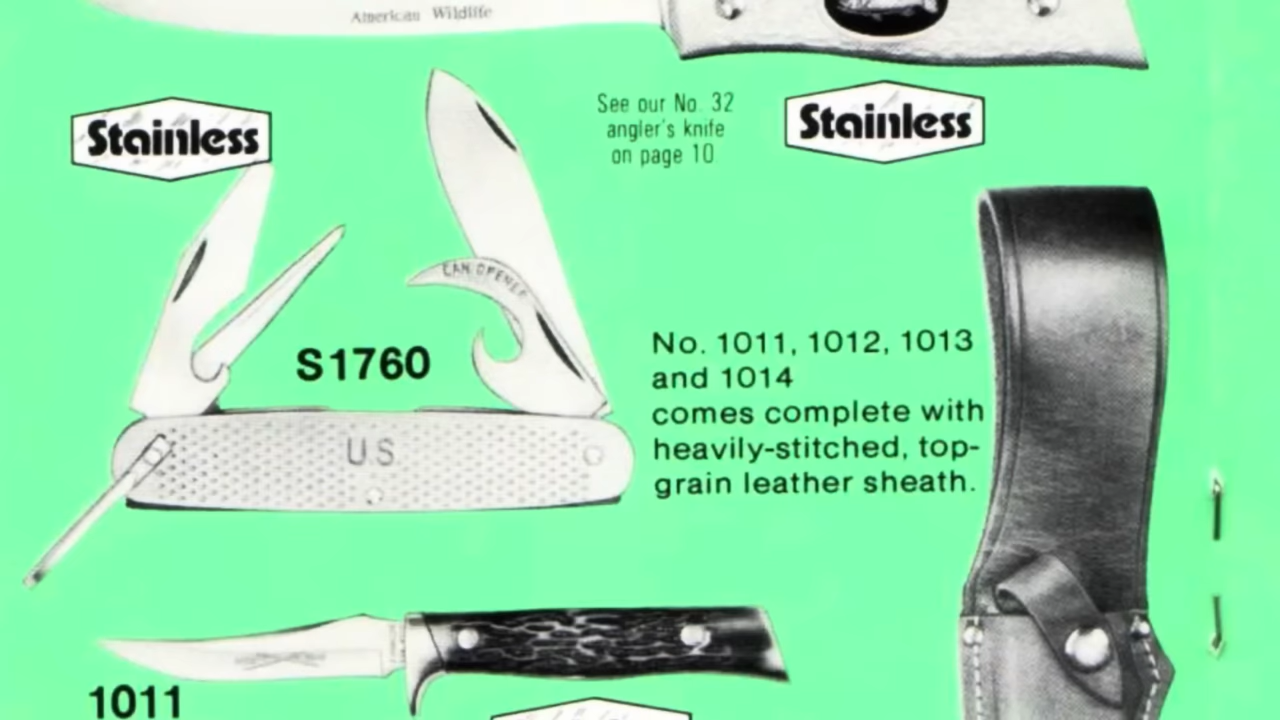 American Wildlife
Stainless
See our No. 32
angler's knife
on page 10
Stainless
CAN OPENER
S1760
No. 1011, 1012, 1013
and 1014
comes complete with
heavily-stitched, top-
grain leather sheath.
US
1011